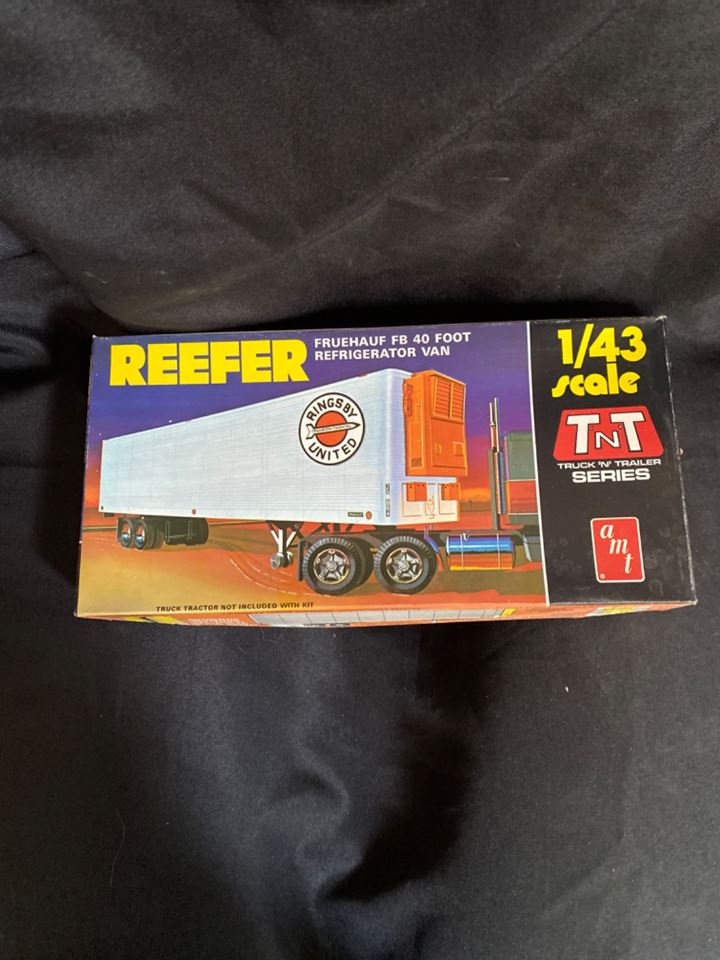 REEFER
FRUEHAUF FB 40 FOOT
REFRIGERATOR VAN
RINGSBY
UNITED
TRUCK TRACTOR NOT INCLUDED WITH KIT
1/43
scale
TNT
TRUCK 'N' TRAILER
SERIES
amt
®